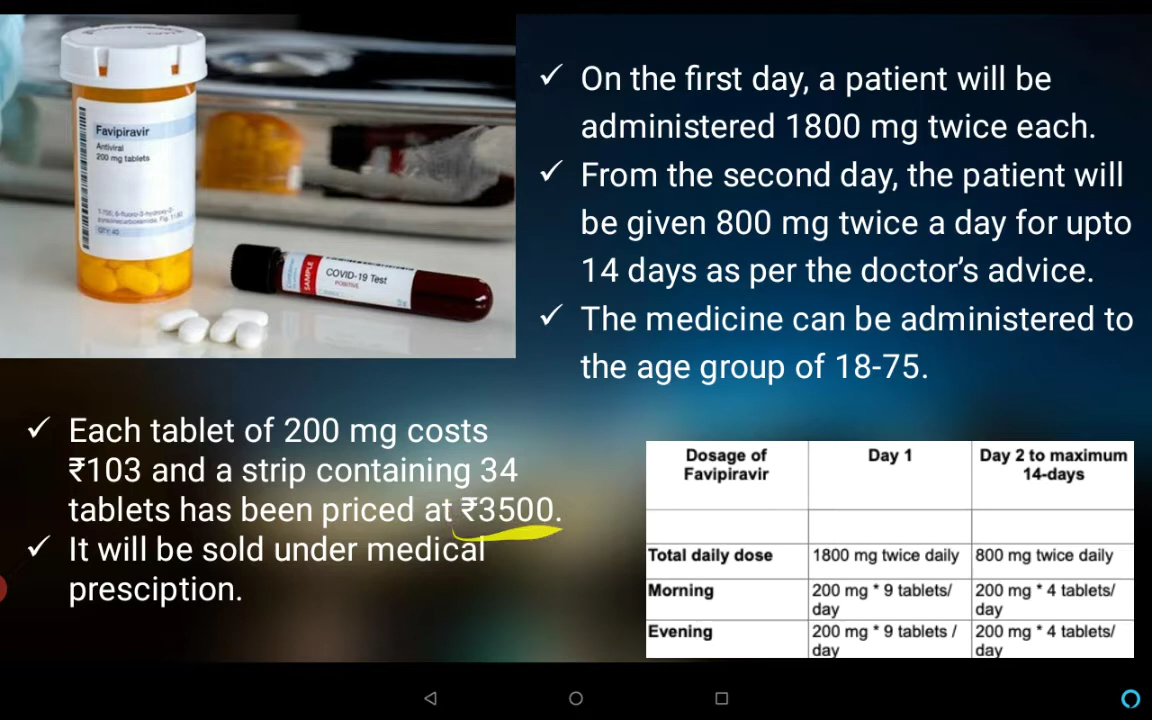 Favipiravir
Antiviral
200 mg tablets
QTY: 40
SAMPLE
COVID-19 Test
POSITIVE
✓ On the first day, a patient will be
administered 1800 mg twice each.
✓ From the second day, the patient will
be given 800 mg twice a day for upto
14 days as per the doctor's advice.
✓ The medicine can be administered to
the age group of 18-75.
✓ Each tablet of 200 mg costs
₹103 and a strip containing 34
tablets has been priced at ₹3500.
✓ It will be sold under medical
presciption.
Dosage of Favipiravir Day 1 Day 2 to maximum 14-days
Total daily dose 1800 mg twice daily 800 mg twice daily
Morning 200 mg * 9 tablets/ day 200 mg * 4 tablets/ day
Evening 200 mg * 9 tablets / day 200 mg * 4 tablets/ day